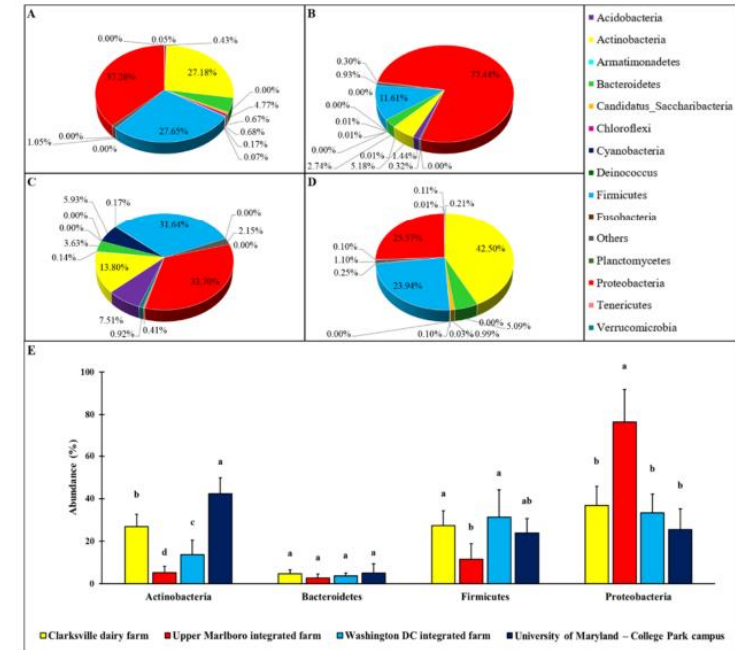 A
0.00%
0.05%
0.43%
37.28%
27.18%
0.00%
4.77%
0.67%
0.68%
0.17%
0.07%
1.05%
0.00%
0.00%
27.65%
B
0.30%
0.93%
0.00%
11.61%
77.44%
0.00%
0.01%
0.01%
0.00%
2.74%
5.18%
0.01%
0.32%
1.44%
0.00%
C
5.93%
0.17%
31.64%
0.00%
0.00%
0.00%
2.15%
3.63%
0.00%
0.14%
13.80%
7.51%
0.92%
0.41%
D
0.11%
0.01%
0.21%
25.57%
42.50%
0.10%
1.10%
0.25%
23.94%
0.00%
0.10%
0.03%
0.99%
0.00%
5.09%
Acidobacteria
Actinobacteria
Armatimonadetes
Bacteroidetes
Candidatus_Saccharibacteria
Chloroflexi
Cyanobacteria
Deinococcus
Firmicutes
Fusobacteria
Others
Planctomycetes
Proteobacteria
Tenericutes
Verrucomicrobia
E
Abundance (%)
100
80
60
40
20
0
b
d
c
a
a
a
a
a
a
b
a
ab
b
a
b
b
Actinobacteria
Bacteroidetes
Firmicutes
Proteobacteria
Clarksville dairy farm
Upper Marlboro integrated farm
Washington DC integrated farm
University of Maryland – College Park campus